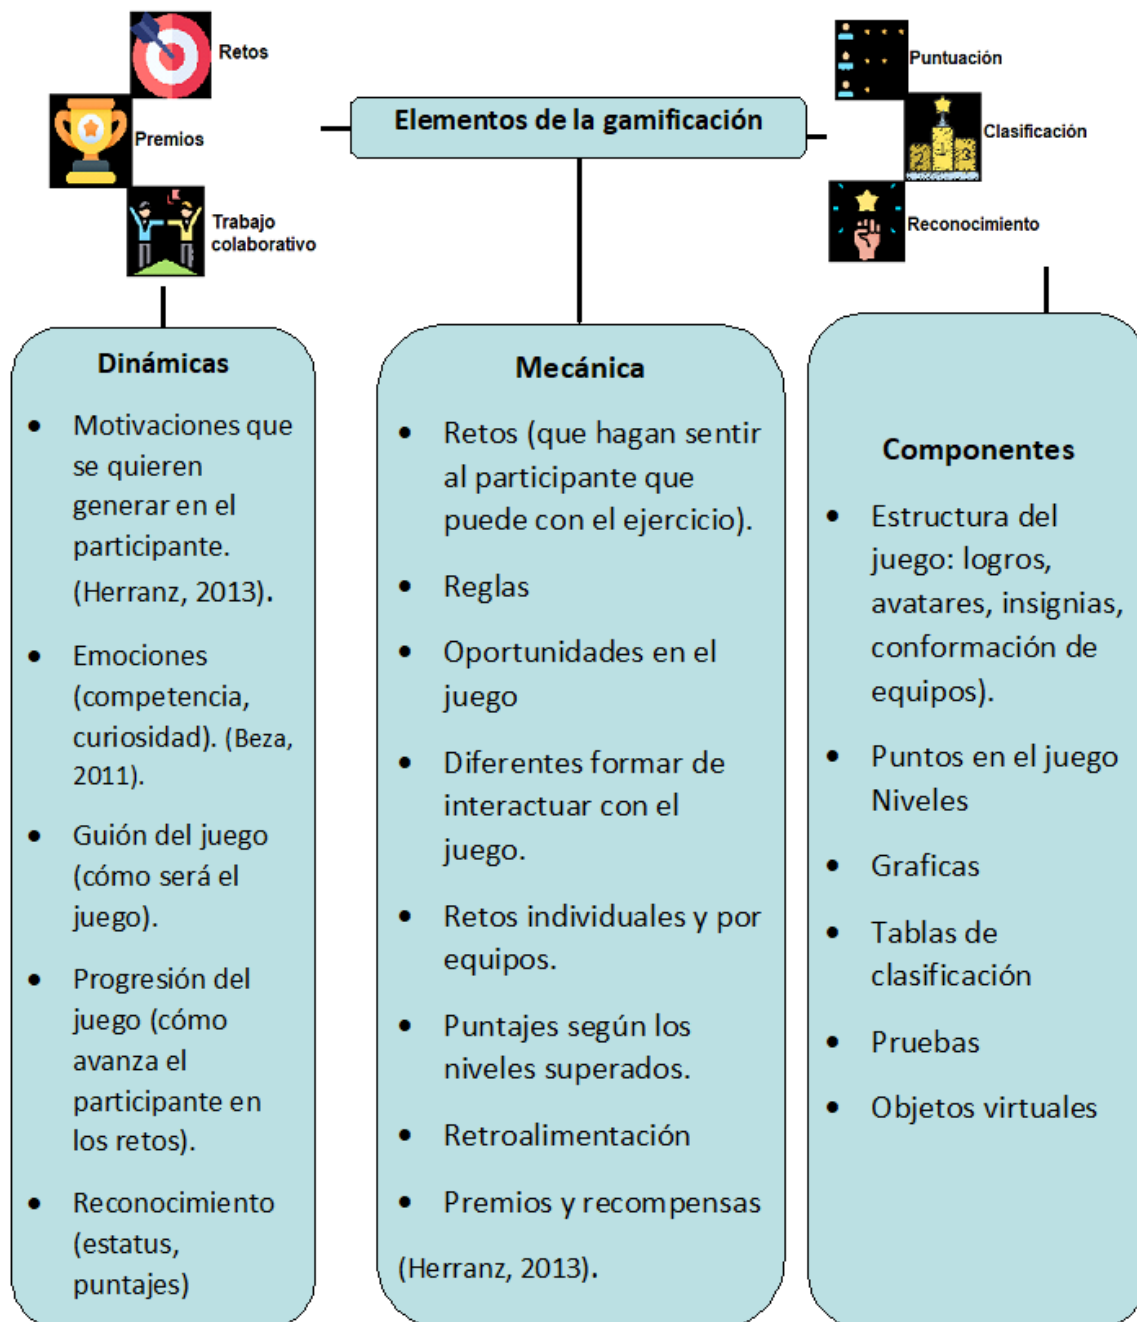 Retos
Premios
Trabajo
colaborativo
Elementos de la gamificación
Puntuación
Clasificación
Reconocimiento
Dinámicas
• Motivaciones que
se quieren
generar en el
participante.
(Herranz, 2013).
• Emociones
(competencia,
curiosidad). (Beza,
2011).
• Guión del juego
(cómo será el
juego).
• Progresión del
juego (cómo
avanza el
participante en
los retos).
• Reconocimiento
(estatus,
puntajes)
Mecánica
• Retos (que hagan sentir
al participante que
puede con el ejercicio).
• Reglas
• Oportunidades en el
juego
• Diferentes formar de
interactuar con el
juego.
• Retos individuales y por
equipos.
• Puntajes según los
niveles superados.
• Retroalimentación
• Premios y recompensas
(Herranz, 2013).
Componentes
• Estructura del
juego: logros,
avatares, insignias,
conformación de
equipos).
• Puntos en el juego
Niveles
• Graficas
• Tablas de
clasificación
• Pruebas
• Objetos virtuales